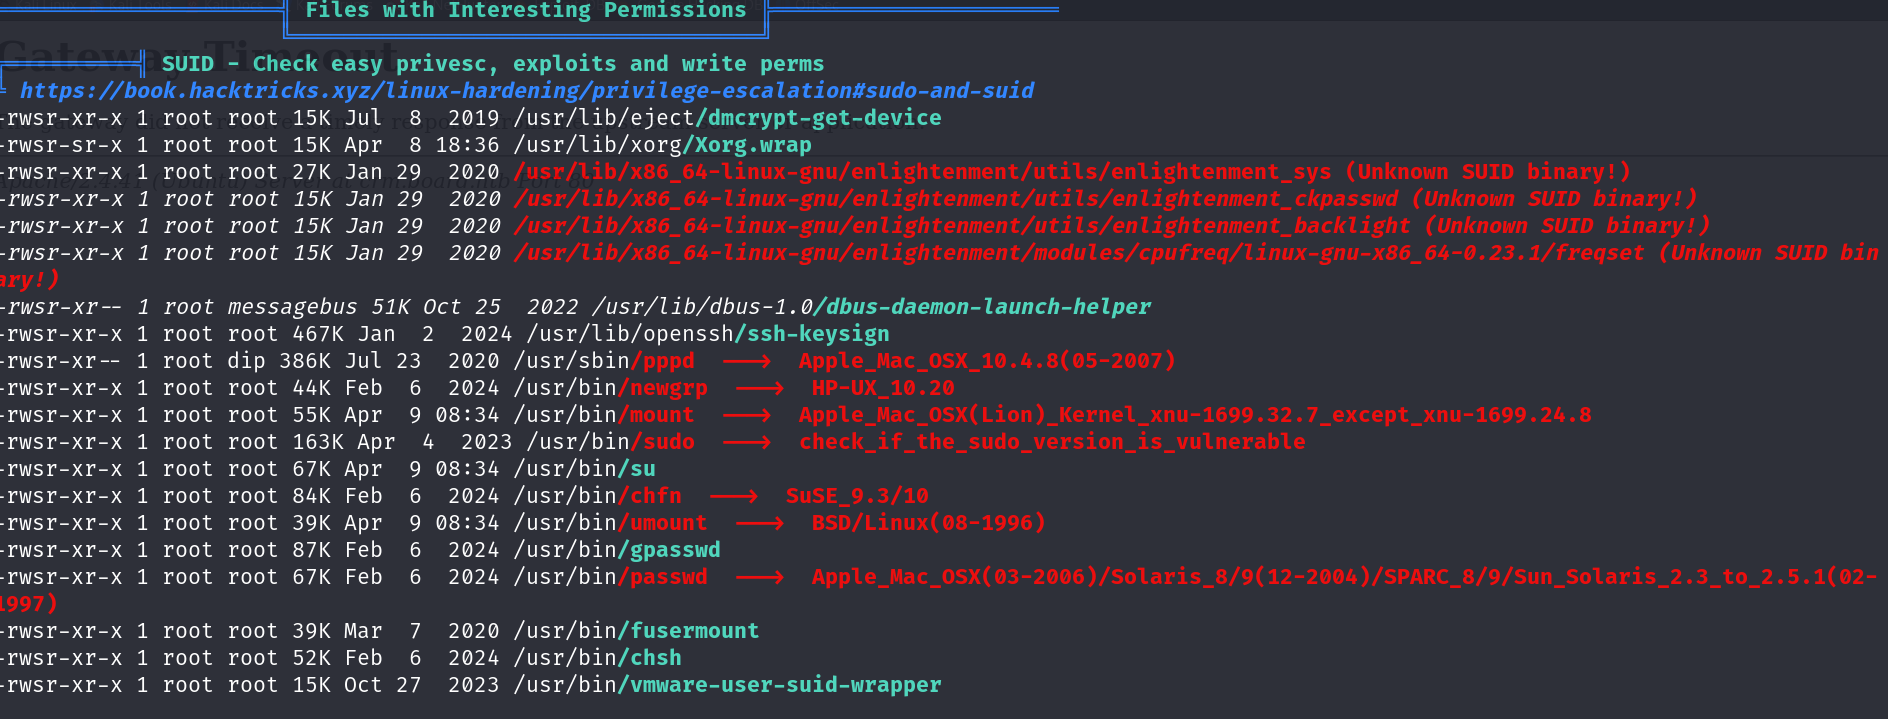 Files with Interesting Permissions
Gateway Timeout
SUID - Check easy privesc, exploits and write perms
https://book.hacktricks.xyz/linux-hardening/privilege-escalation#sudo-and-suid
-rwsr-xr-x 1 root root 15K Jul  8  2019 /usr/lib/eject/dmcrypt-get-device
-rwsr-sr-x 1 root root 15K Apr  8 18:36 /usr/lib/xorg/Xorg.wrap
-rwsr-xr-x 1 root root 27K Jan 29  2020 /usr/lib/x86_64-linux-gnu/enlightenment/utils/enlightenment_sys (Unknown SUID binary!)
-rwsr-xr-x 1 root root 15K Jan 29  2020 /usr/lib/x86_64-linux-gnu/enlightenment/utils/enlightenment_ckpasswd (Unknown SUID binary!)
-rwsr-xr-x 1 root root 15K Jan 29  2020 /usr/lib/x86_64-linux-gnu/enlightenment/utils/enlightenment_backlight (Unknown SUID binary!)
-rwsr-xr-x 1 root root 15K Jan 29  2020 /usr/lib/x86_64-linux-gnu/enlightenment/modules/cpufreq/linux-gnu-x86_64-0.23.1/freqset (Unknown SUID bin
ary!)
-rwsr-xr-- 1 root messagebus 51K Oct 25  2022 /usr/lib/dbus-1.0/dbus-daemon-launch-helper
-rwsr-xr-x 1 root root 467K Jan  2  2024 /usr/lib/openssh/ssh-keysign
-rwsr-xr-- 1 root dip 386K Jul 23  2020 /usr/sbin/pppd  --->  Apple_Mac_OSX_10.4.8(05-2007)
-rwsr-xr-x 1 root root 44K Feb  6  2024 /usr/bin/newgrp  --->  HP-UX_10.20
-rwsr-xr-x 1 root root 55K Apr  9 08:34 /usr/bin/mount  --->  Apple_Mac_OSX(Lion)_Kernel_xnu-1699.32.7_except_xnu-1699.24.8
-rwsr-xr-x 1 root root 163K Apr  4  2023 /usr/bin/sudo  --->  check_if_the_sudo_version_is_vulnerable
-rwsr-xr-x 1 root root 67K Apr  9 08:34 /usr/bin/su
-rwsr-xr-x 1 root root 84K Feb  6  2024 /usr/bin/chfn  --->  SuSE_9.3/10
-rwsr-xr-x 1 root root 39K Apr  9 08:34 /usr/bin/umount  --->  BSD/Linux(08-1996)
-rwsr-xr-x 1 root root 87K Feb  6  2024 /usr/bin/gpasswd
-rwsr-xr-x 1 root root 67K Feb  6  2024 /usr/bin/passwd  --->  Apple_Mac_OSX(03-2006)/Solaris_8/9(12-2004)/SPARC_8/9/Sun_Solaris_2.3_to_2.5.1(02-
1997)
-rwsr-xr-x 1 root root 39K Mar  7  2020 /usr/bin/fusermount
-rwsr-xr-x 1 root root 52K Feb  6  2024 /usr/bin/chsh
-rwsr-xr-x 1 root root 15K Oct 27  2023 /usr/bin/vmware-user-suid-wrapper